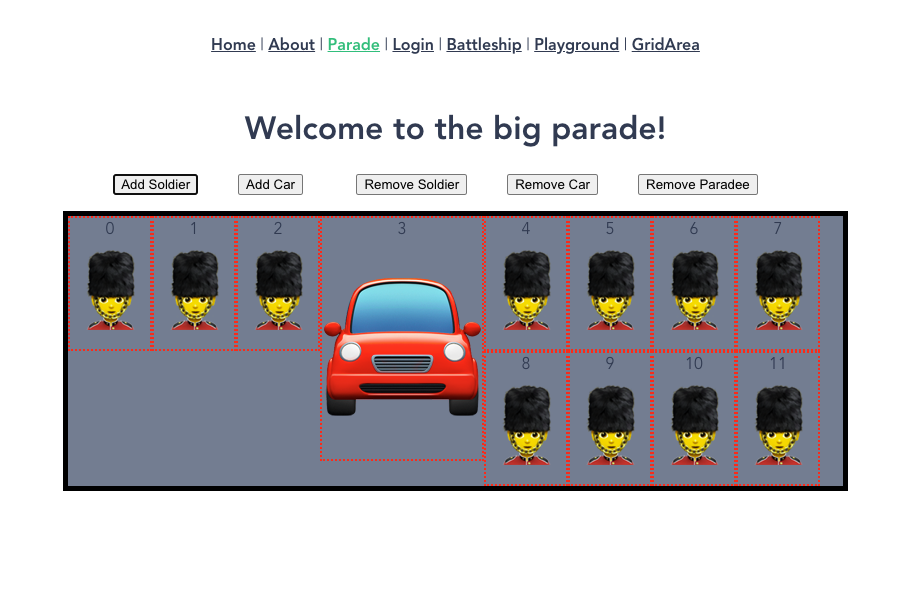 Home | About | Parade | Login | Battleship | Playground | GridArea
Welcome to the big parade!
Add Soldier Add Car Remove Soldier Remove Car Remove Paradee
0 1 2 3 4 5 6 7
8 9 10 11